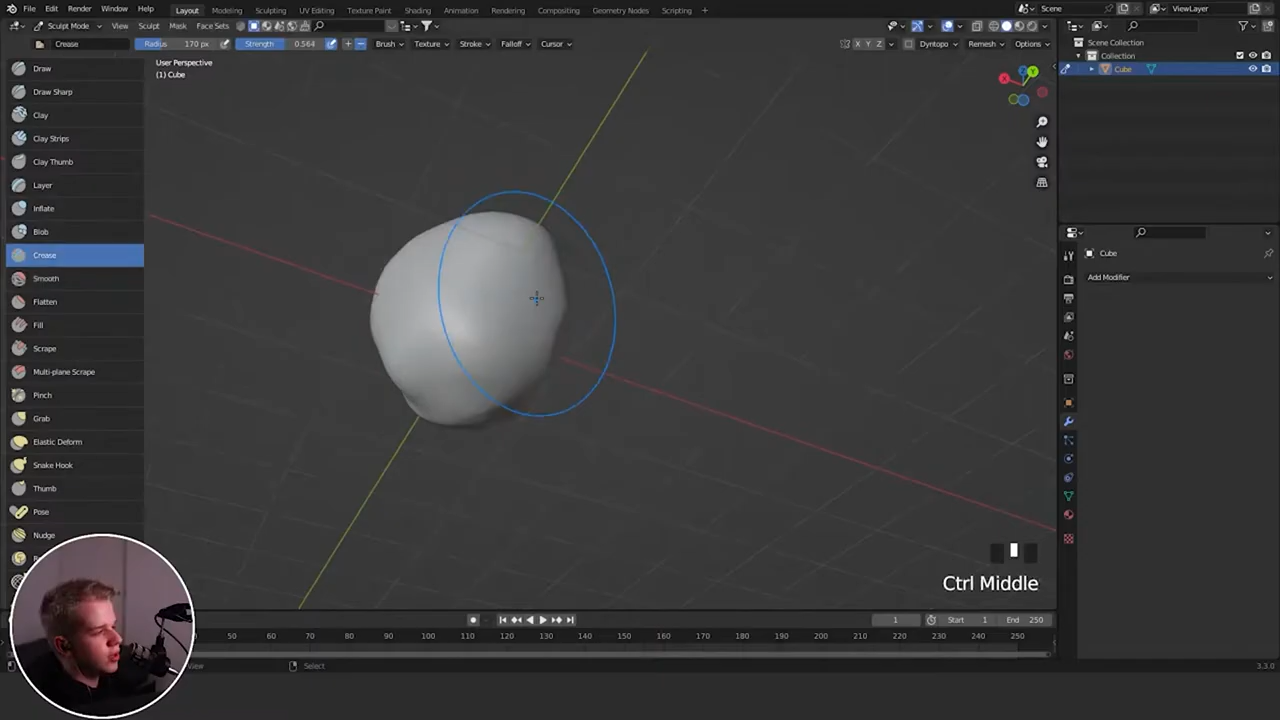 File Edit Render Window Help Layout Modeling Sculpting UV Editing Texture Paint Shading Animation Rendering Compositing Geometry Nodes Scripting + Scene ViewLayer
Sculpt Mode View Sculpt Mask Face Sets
Crease Radius 170 px Strength 0.564 Brush Texture Stroke Falloff Cursor X Y Z Dyntopo Remesh Options
Scene Collection
Collection
Cube
User Perspective
(1) Cube
X
Y
Z
Draw
Draw Sharp
Clay
Clay Strips
Clay Thumb
Layer
Inflate
Blob
Crease
Smooth
Flatten
Fill
Scrape
Multi-plane Scrape
Pinch
Grab
Elastic Deform
Snake Hook
Thumb
Pose
Nudge
Cube
Add Modifier
Ctrl Middle
1 Start 1 End 250
50 60 70 80 90 100 110 120 130 140 150 160 170 180 190 200 210 220 230 240 250
View Select 3.3.0